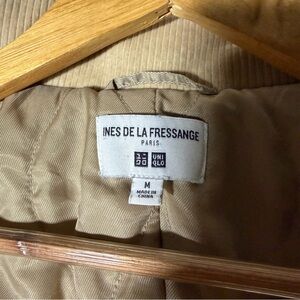 INES DE LA FRESSANGE
PARIS
ユニ
クロ
UNI
QLO
M
MADE IN
CHINA